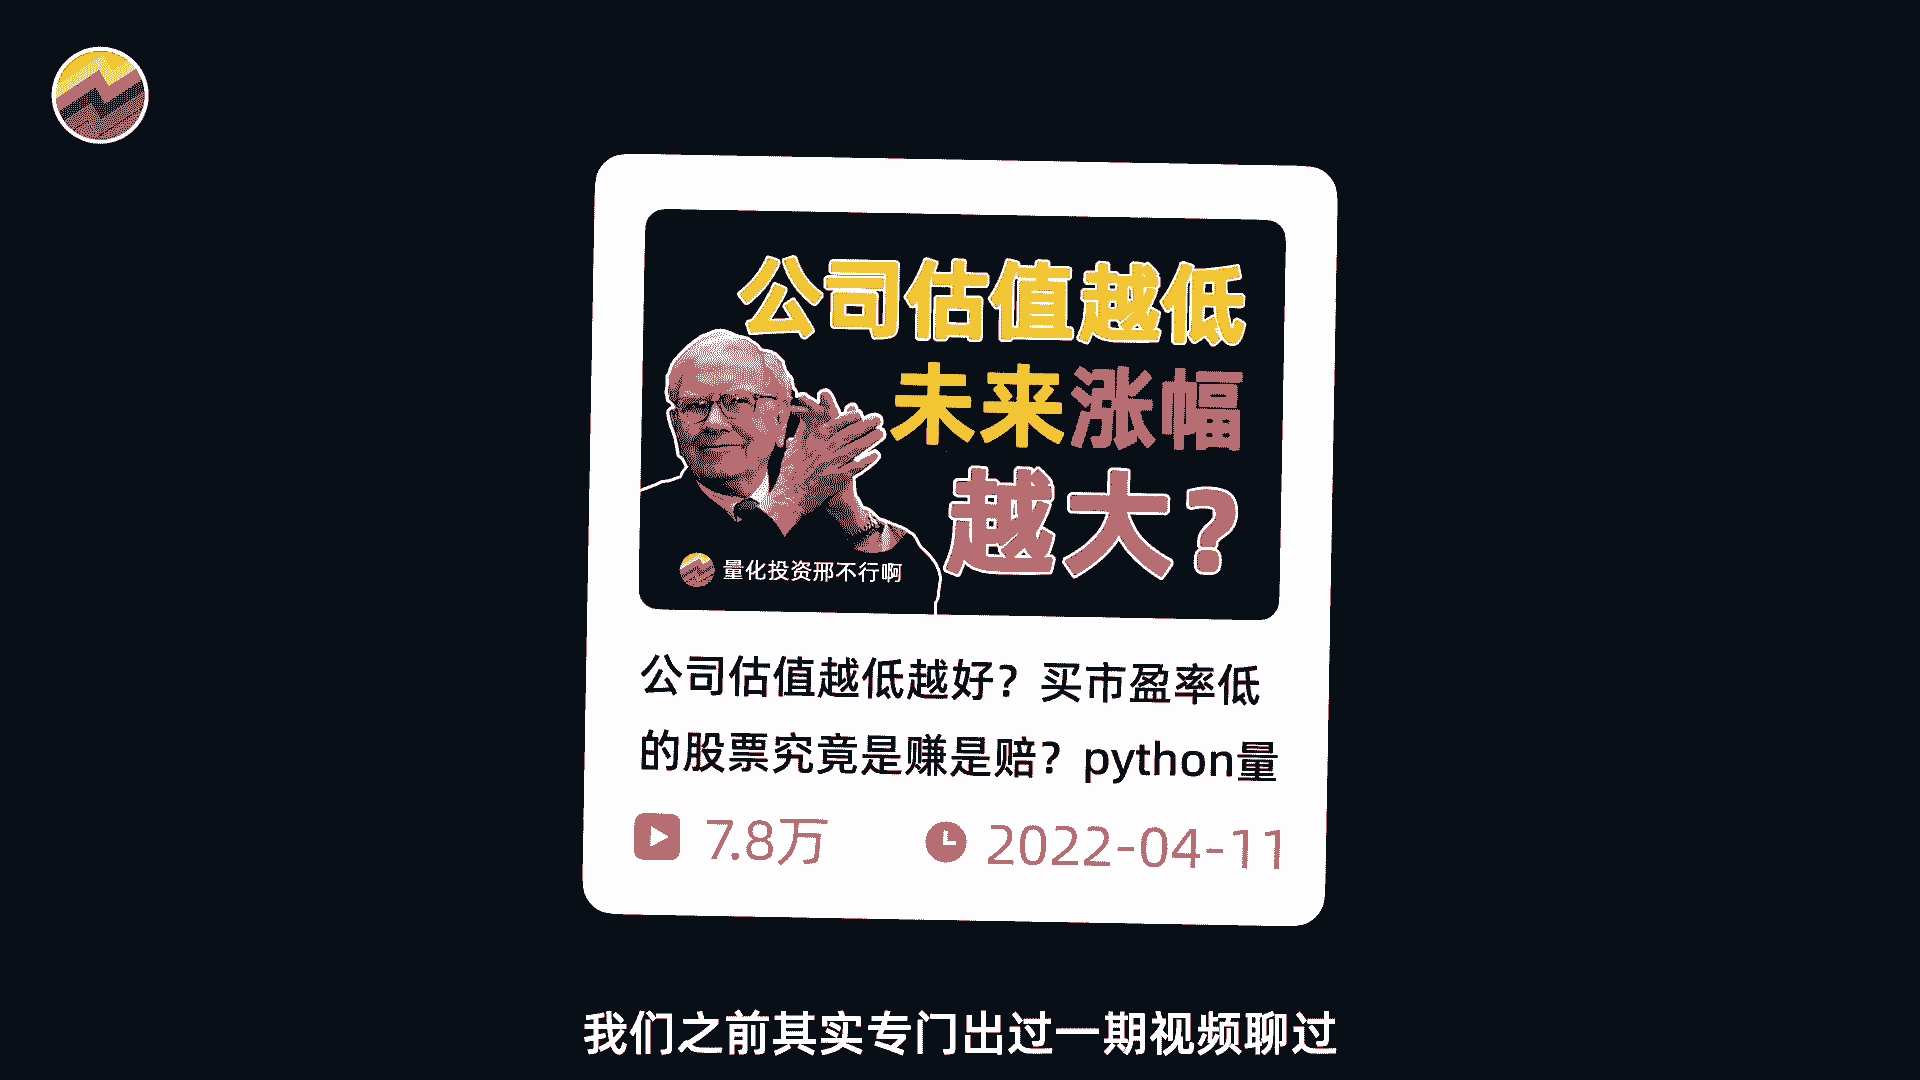 公司估值越低
未来涨幅
越大?
量化投资邢不行啊
公司估值越低越好？买市盈率低
的股票究竟是赚是赔？python量
7.8万
2022-04-11
我们之前其实专门出过一期视频聊过